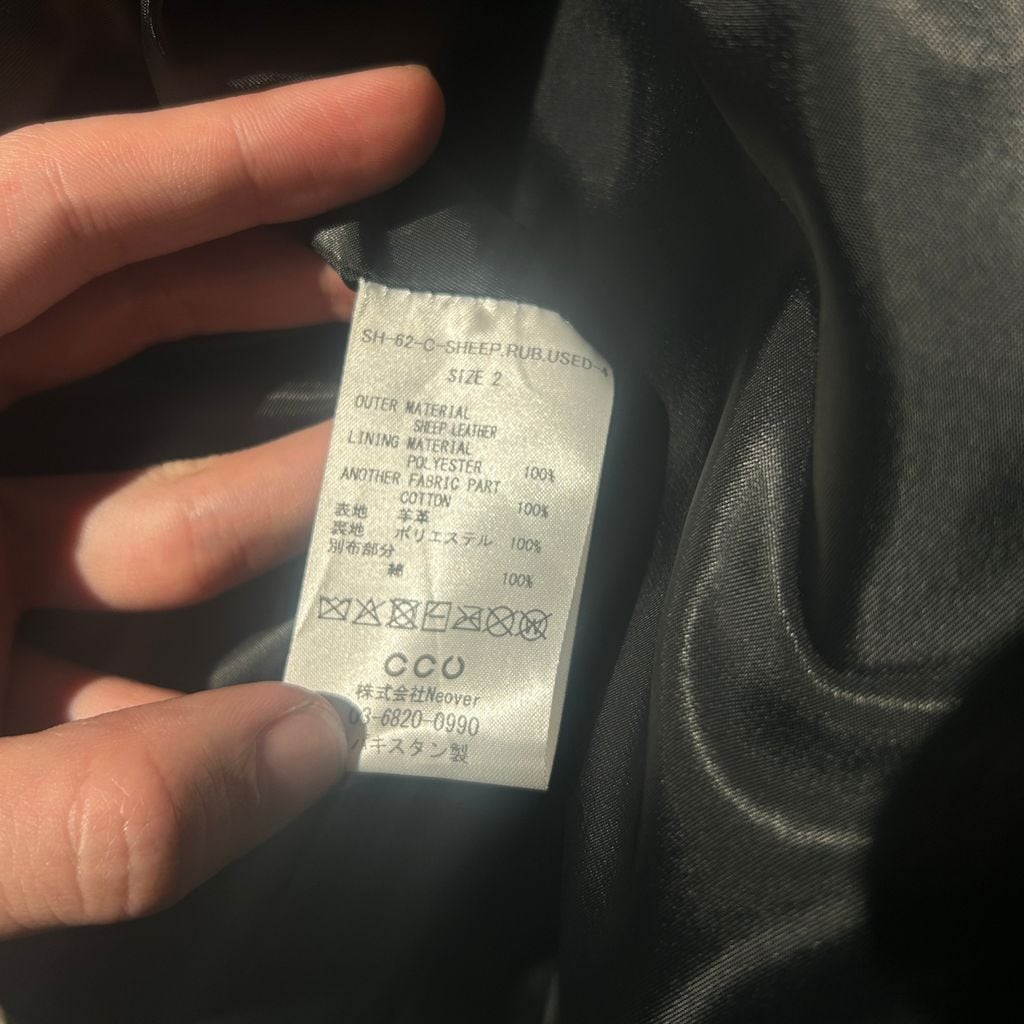 SH-62-C-SHEEP.RUB.USED-4
SIZE 2
OUTER MATERIAL
SHEEP LEATHER
LINING MATERIAL
POLYESTER 100%
ANOTHER FABRIC PART
COTTON 100%
表地 羊革
表地 ポリエステル 100%
別布部分
綿 100%
CCU
株式会社Neover
03-6820-0990
パキスタン製